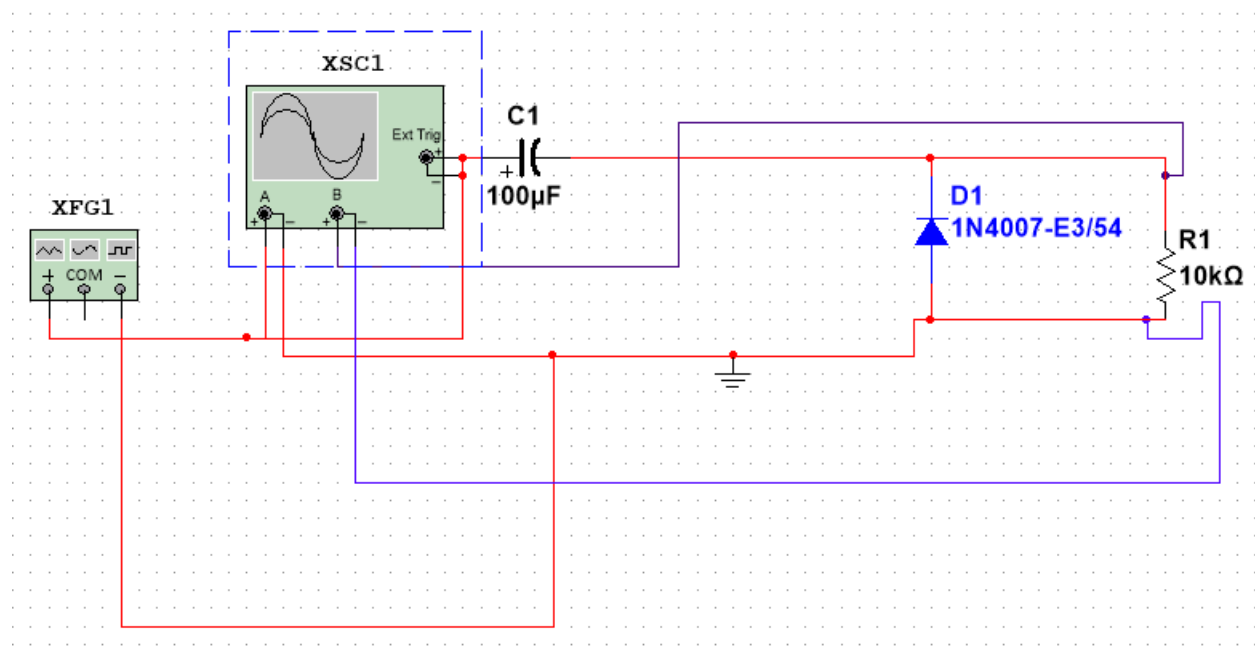 XSC1
Ext Trig
+
−
A
B
+ −
+ −
C1
+
100µF
XFG1
+ COM −
D1
1N4007-E3/54
R1
10kΩ